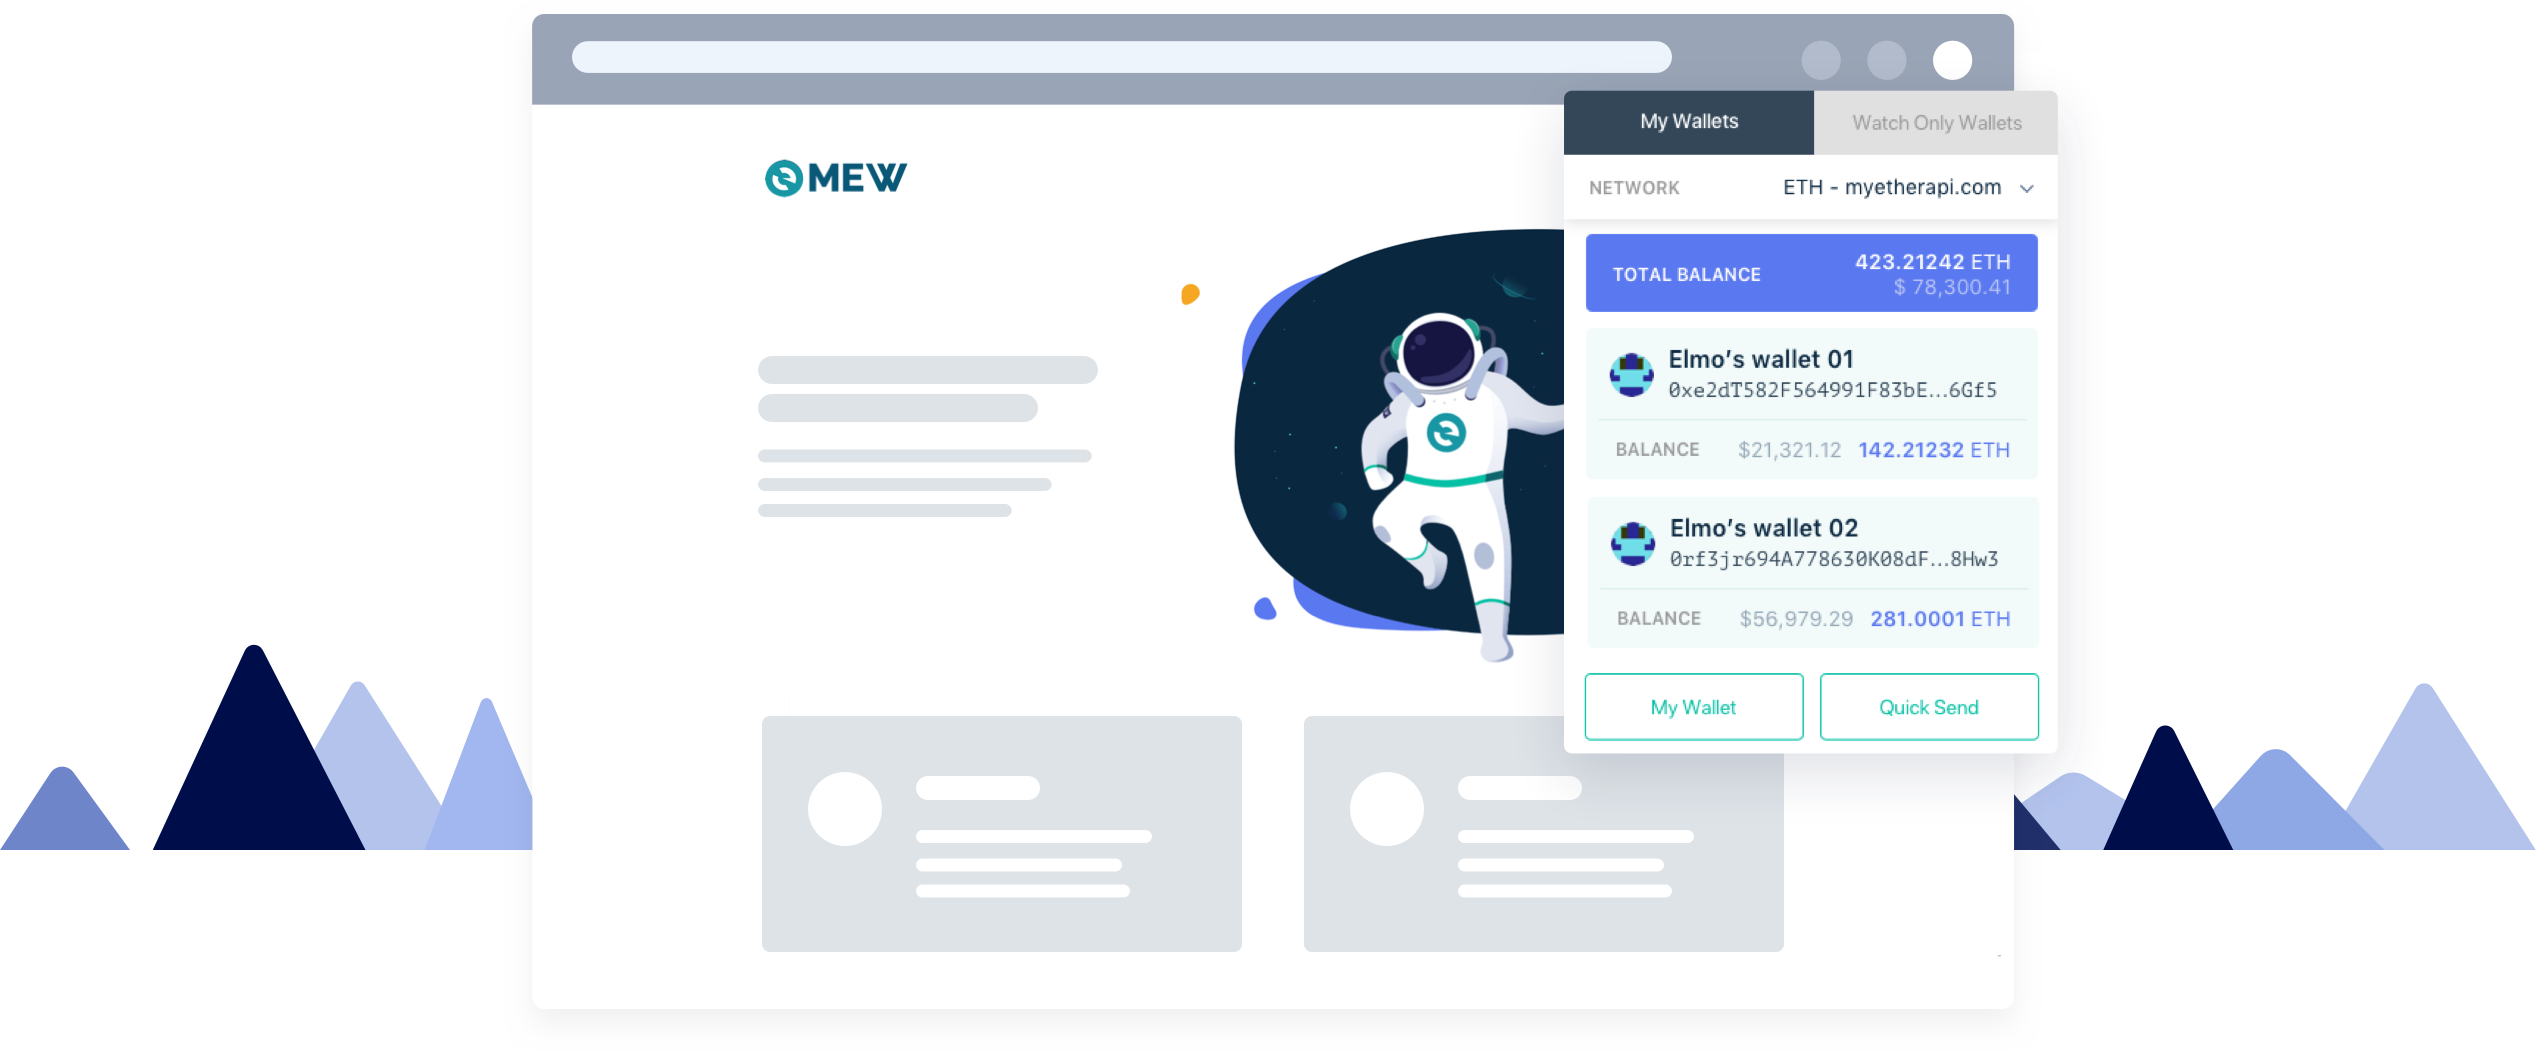 MEW
My Wallets
Watch Only Wallets
NETWORK ETH - myetherapi.com
TOTAL BALANCE 423.21242 ETH
$ 78,300.41
Elmo’s wallet 01
0xe2dT582F564991F83bE...6Gf5
BALANCE $21,321.12 142.21232 ETH
Elmo’s wallet 02
0rf3jr694A778630K08dF...8Hw3
BALANCE $56,979.29 281.0001 ETH
My Wallet
Quick Send